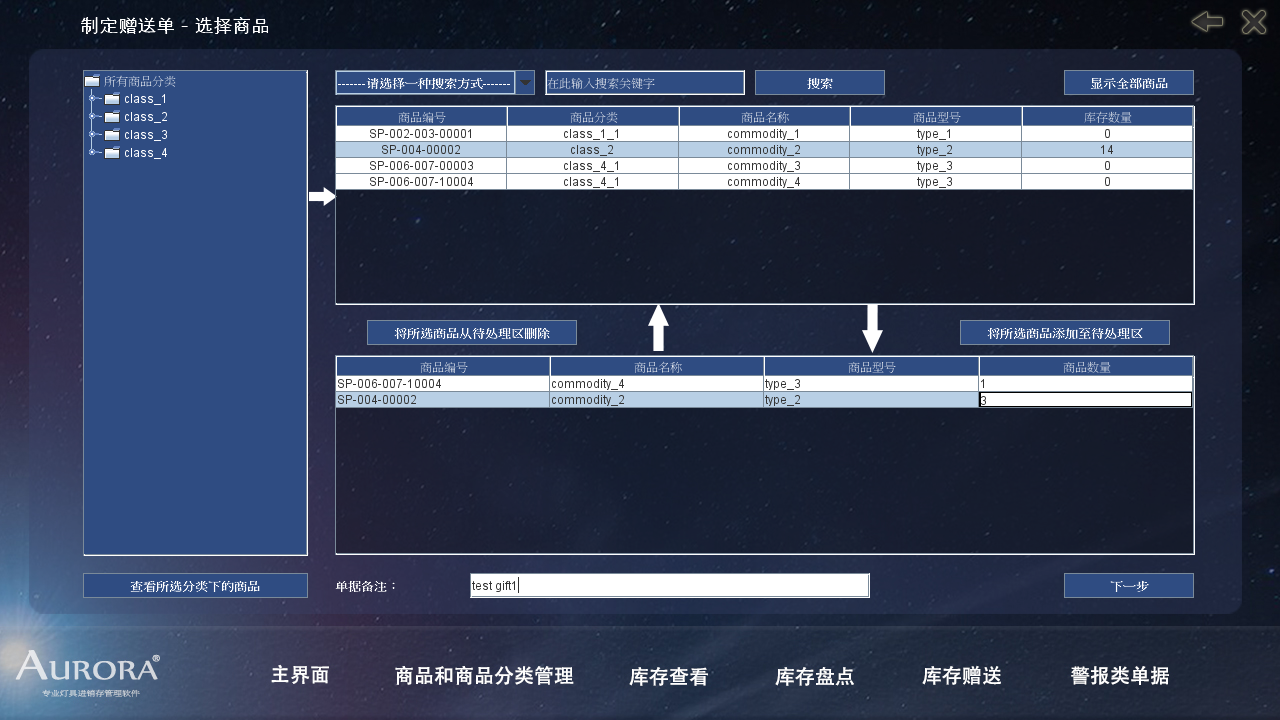 制定赠送单 - 选择商品
所有商品分类
class_1
class_2
class_3
class_4
-------请选择一种搜索方式------- 在此输入搜索关键字 搜索 显示全部商品
商品编号 商品分类 商品名称 商品型号 库存数量
SP-002-003-00001 class_1_1 commodity_1 type_1 0
SP-004-00002 class_2 commodity_2 type_2 14
SP-006-007-00003 class_4_1 commodity_3 type_3 0
SP-006-007-10004 class_4_1 commodity_4 type_3 0
将所选商品从待处理区删除 将所选商品添加至待处理区
商品编号 商品名称 商品型号 商品数量
SP-006-007-10004 commodity_4 type_3 1
SP-004-00002 commodity_2 type_2 3
查看所选分类下的商品 单据备注： test gift1 下一步
AURORA®
专业灯具进销存管理软件
主界面 商品和商品分类管理 库存查看 库存盘点 库存赠送 警报类单据